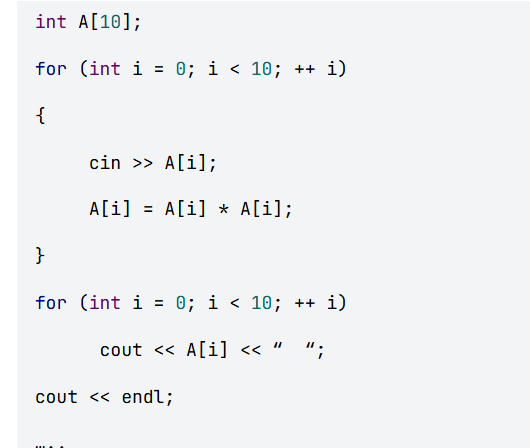 int A[10];
for (int i = 0; i < 10; ++ i)
{
cin >> A[i];
A[i] = A[i] * A[i];
}
for (int i = 0; i < 10; ++ i)
cout << A[i] << “  “;
cout << endl;